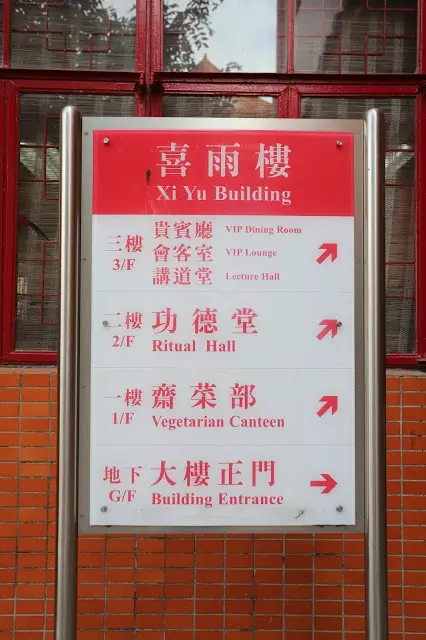 喜雨樓
Xi Yu Building
三樓 3/F
貴賓廳 VIP Dining Room
會客室 VIP Lounge
講道堂 Lecture Hall
二樓 2/F
功德堂
Ritual Hall
一樓 1/F
齋菜部
Vegetarian Canteen
地下 G/F
大樓正門
Building Entrance